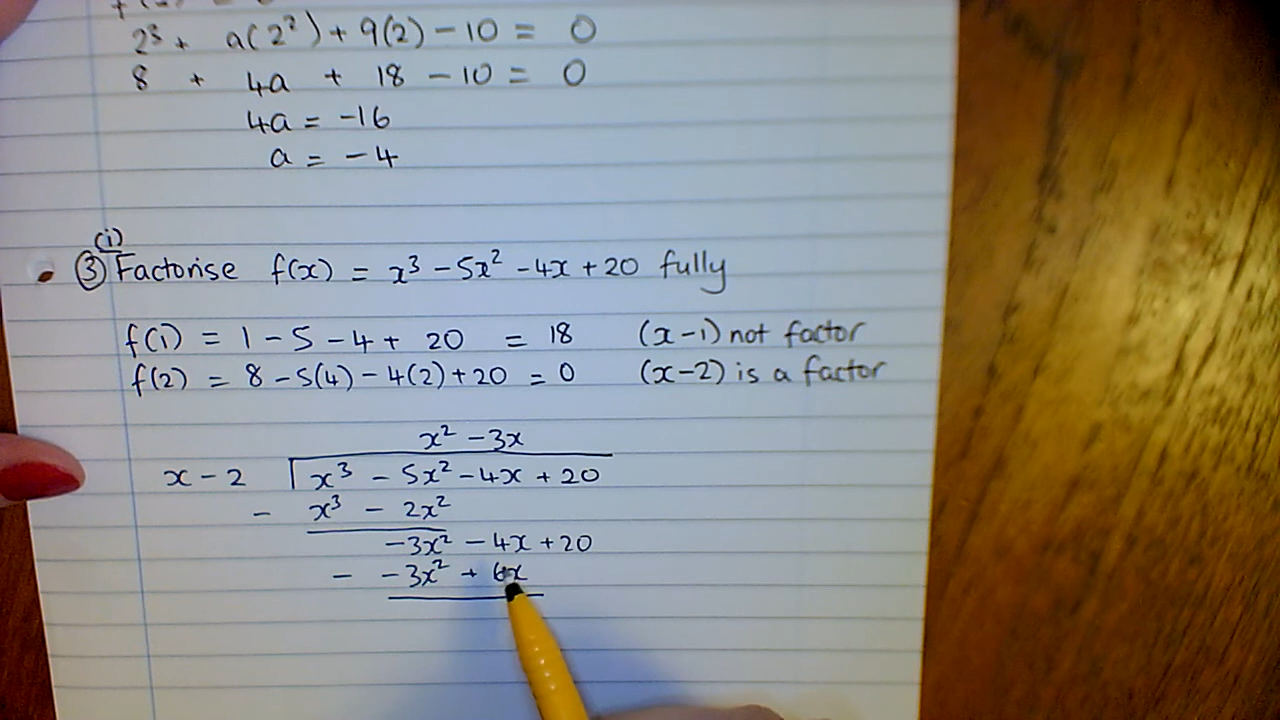 2³ + a(2²) + 9(2) - 10 = 0
8 + 4a + 18 - 10 = 0
4a = -16
a = -4
(i)
③ Factorise f(x) = x³ - 5x² - 4x + 20 fully
f(1) = 1 - 5 - 4 + 20 = 18 (x-1) not factor
f(2) = 8 - 5(4) - 4(2) + 20 = 0 (x-2) is a factor
x² - 3x
x - 2 x³ - 5x² - 4x + 20
- x³ - 2x²
-3x² - 4x + 20
- -3x² + 6x